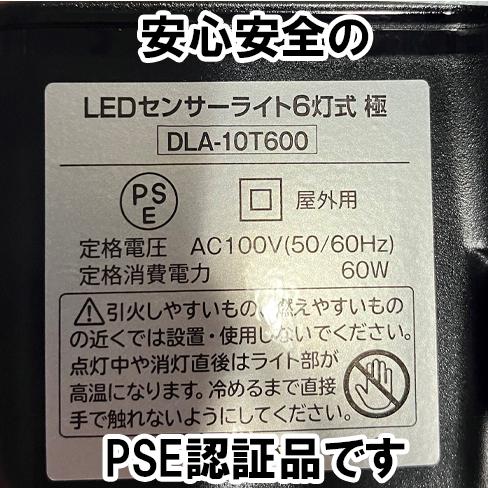 安心安全の
LEDセンサーライト6灯式 極
DLA-10T600
PS
E
屋外用
定格電圧 AC100V(50/60Hz)
定格消費電力 60W
引火しやすいもの、燃えやすいもの
の近くでは設置・使用しないでください。
点灯中や消灯直後はライト部が
高温になります。冷めるまで直接
手で触れないようにしてください。
PSE認証品です